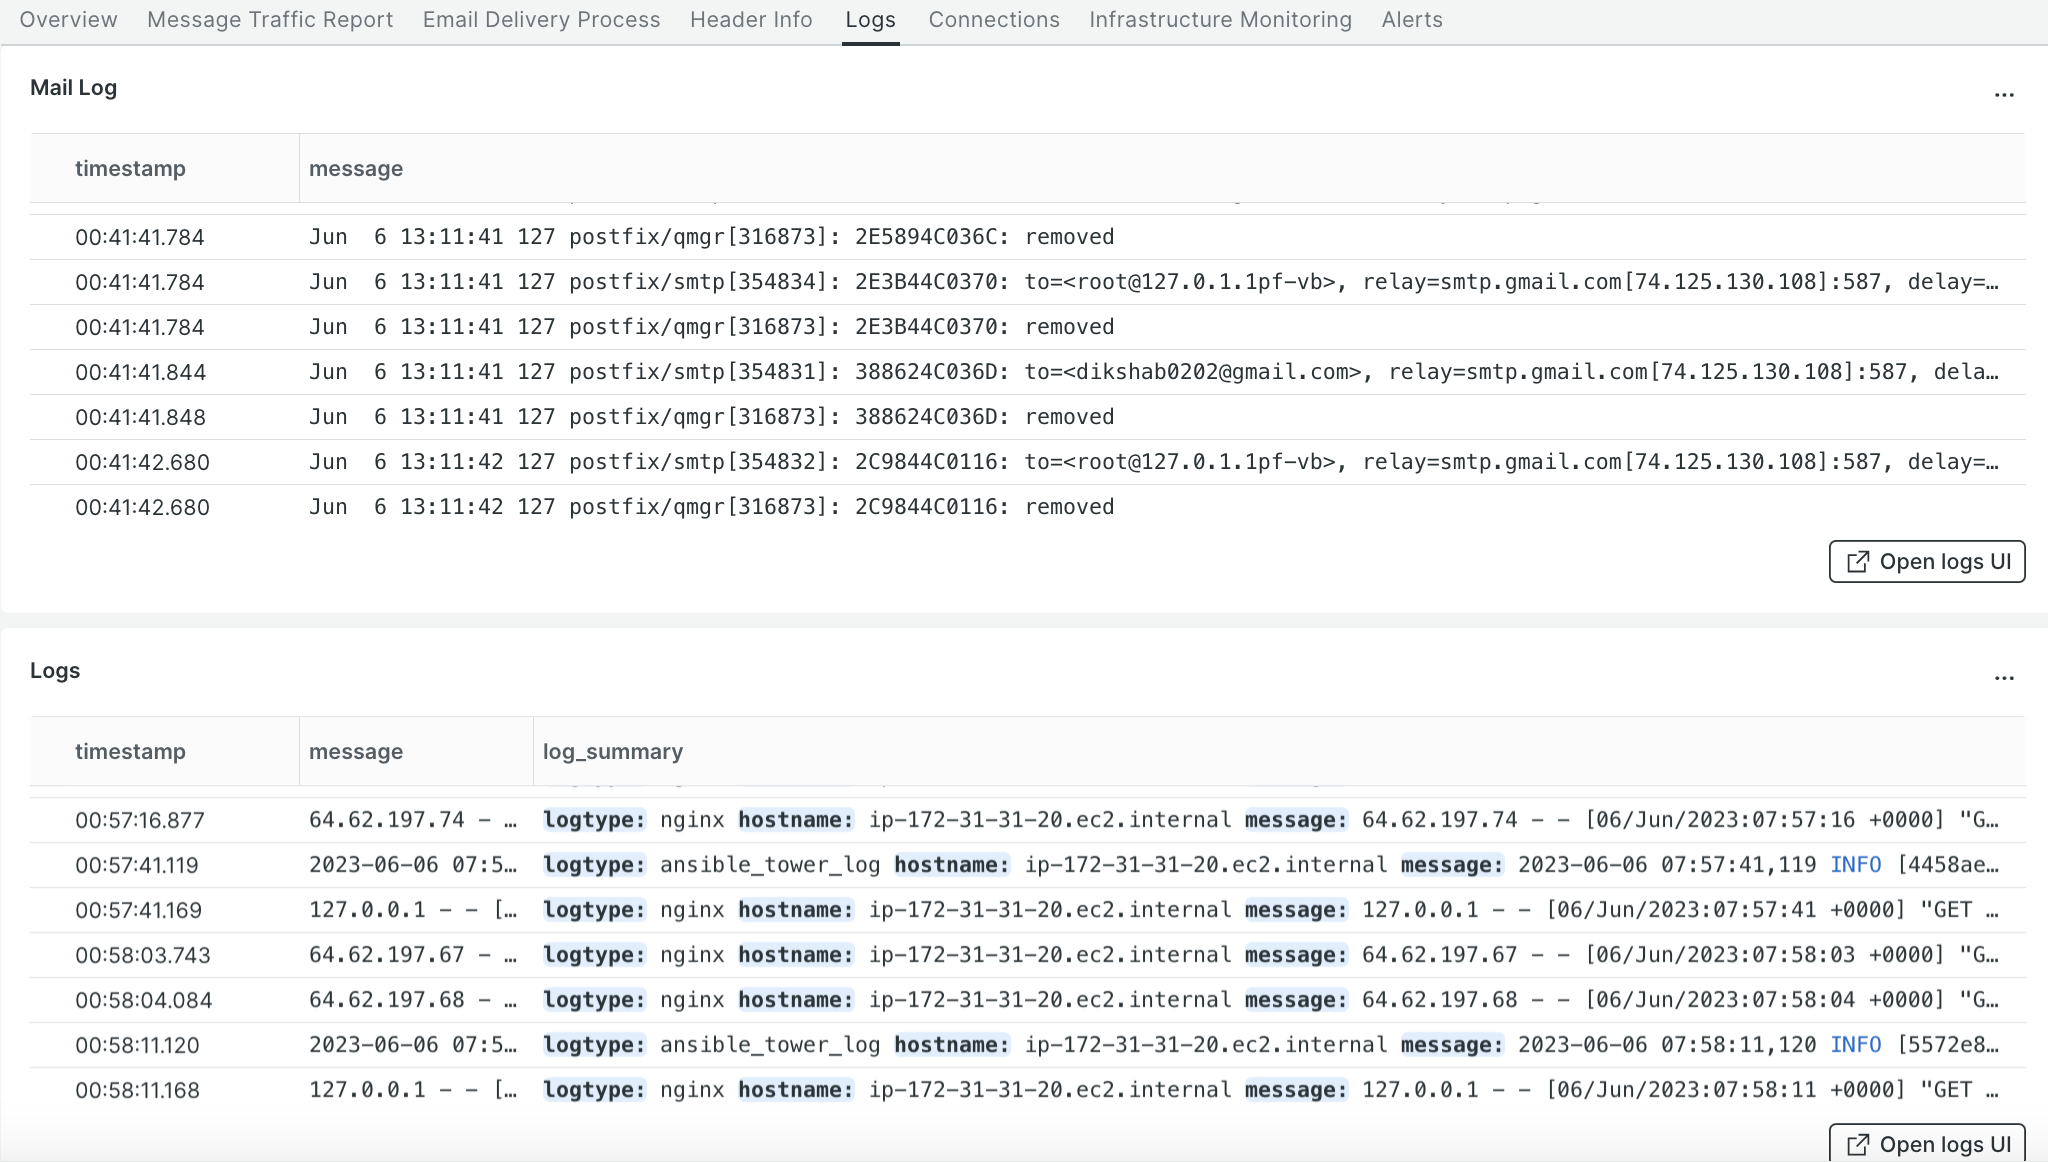 Overview Message Traffic Report Email Delivery Process Header Info Logs Connections Infrastructure Monitoring Alerts
Mail Log ...
timestamp message
00:41:41.784 Jun  6 13:11:41 127 postfix/qmgr[316873]: 2E5894C036C: removed
00:41:41.784 Jun  6 13:11:41 127 postfix/smtp[354834]: 2E3B44C0370: to=<root@127.0.1.1pf-vb>, relay=smtp.gmail.com[74.125.130.108]:587, delay=…
00:41:41.784 Jun  6 13:11:41 127 postfix/qmgr[316873]: 2E3B44C0370: removed
00:41:41.844 Jun  6 13:11:41 127 postfix/smtp[354831]: 388624C036D: to=<dikshab0202@gmail.com>, relay=smtp.gmail.com[74.125.130.108]:587, dela…
00:41:41.848 Jun  6 13:11:41 127 postfix/qmgr[316873]: 388624C036D: removed
00:41:42.680 Jun  6 13:11:42 127 postfix/smtp[354832]: 2C9844C0116: to=<root@127.0.1.1pf-vb>, relay=smtp.gmail.com[74.125.130.108]:587, delay=…
00:41:42.680 Jun  6 13:11:42 127 postfix/qmgr[316873]: 2C9844C0116: removed
Open logs UI
Logs ...
timestamp message log_summary
00:57:16.877 64.62.197.74 - … logtype: nginx hostname: ip-172-31-31-20.ec2.internal message: 64.62.197.74 - - [06/Jun/2023:07:57:16 +0000] "G…
00:57:41.119 2023-06-06 07:5… logtype: ansible_tower_log hostname: ip-172-31-31-20.ec2.internal message: 2023-06-06 07:57:41,119 INFO [4458ae…
00:57:41.169 127.0.0.1 - - [… logtype: nginx hostname: ip-172-31-31-20.ec2.internal message: 127.0.0.1 - - [06/Jun/2023:07:57:41 +0000] "GET …
00:58:03.743 64.62.197.67 - … logtype: nginx hostname: ip-172-31-31-20.ec2.internal message: 64.62.197.67 - - [06/Jun/2023:07:58:03 +0000] "G…
00:58:04.084 64.62.197.68 - … logtype: nginx hostname: ip-172-31-31-20.ec2.internal message: 64.62.197.68 - - [06/Jun/2023:07:58:04 +0000] "G…
00:58:11.120 2023-06-06 07:5… logtype: ansible_tower_log hostname: ip-172-31-31-20.ec2.internal message: 2023-06-06 07:58:11,120 INFO [5572e8…
00:58:11.168 127.0.0.1 - - [… logtype: nginx hostname: ip-172-31-31-20.ec2.internal message: 127.0.0.1 - - [06/Jun/2023:07:58:11 +0000] "GET …
Open logs UI